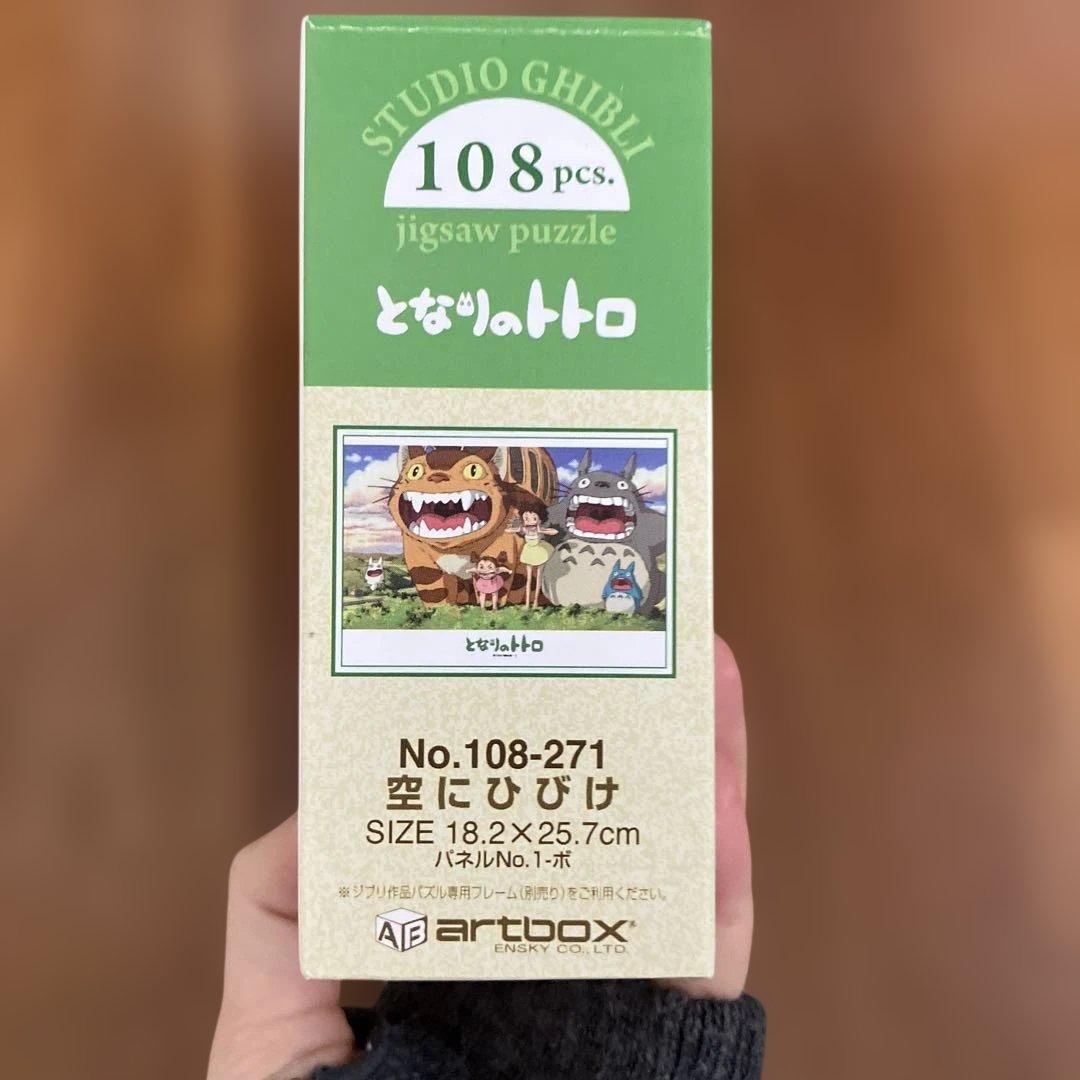 STUDIO GHIBLI
108 pcs.
jigsaw puzzle
となりのトトロ
となりのトトロ
No.108-271
空にひびけ
SIZE 18.2×25.7cm
パネルNo.1-ボ
※ジブリ作品パズル専用フレーム(別売り)をご利用ください。
AB artbox®
ENSKY CO., LTD.